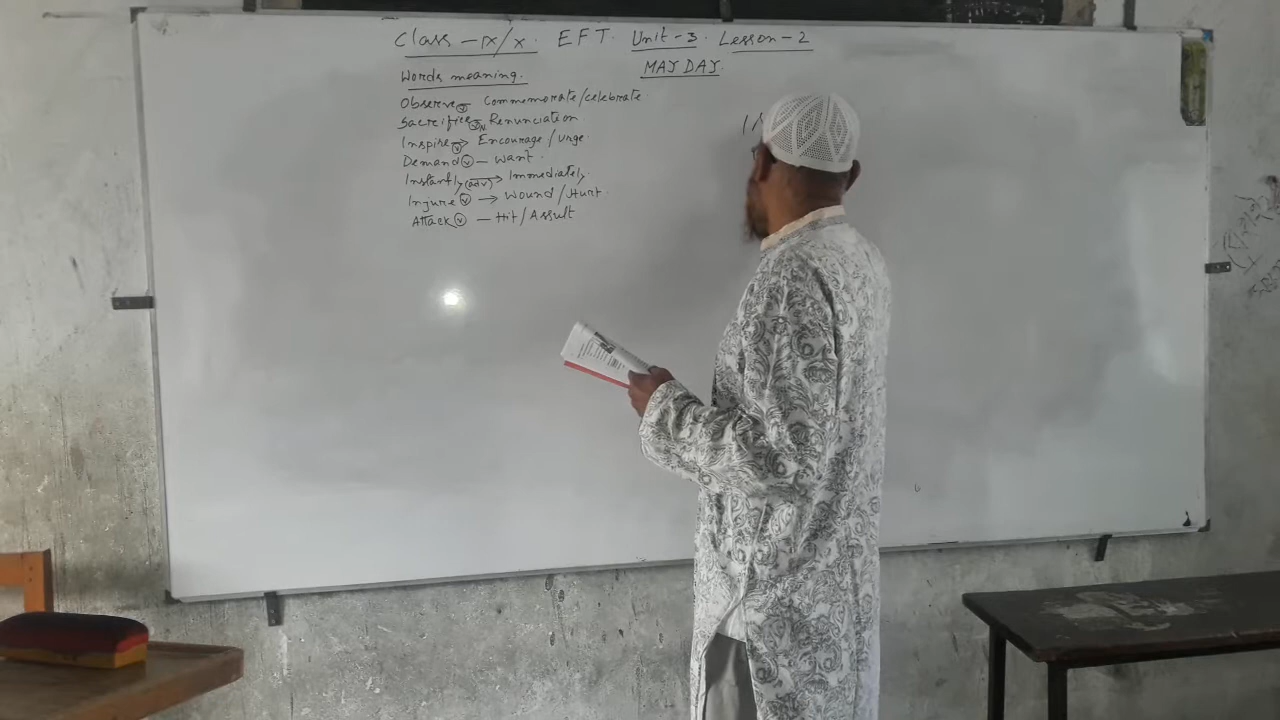 Class - IX/X. EFT. Unit-3. Lesson-2
MAY DAY.
Words meaning.
Observe (v) Commemorate/celebrate
Sacrifice (N) Renunciation
Inspire (v) → Encourage/Urge
Demand (v) - Want.
Instantly (adv) → Immediately
Injure (v) → Wound/Hurt.
Attack (v) - Hit/Assult